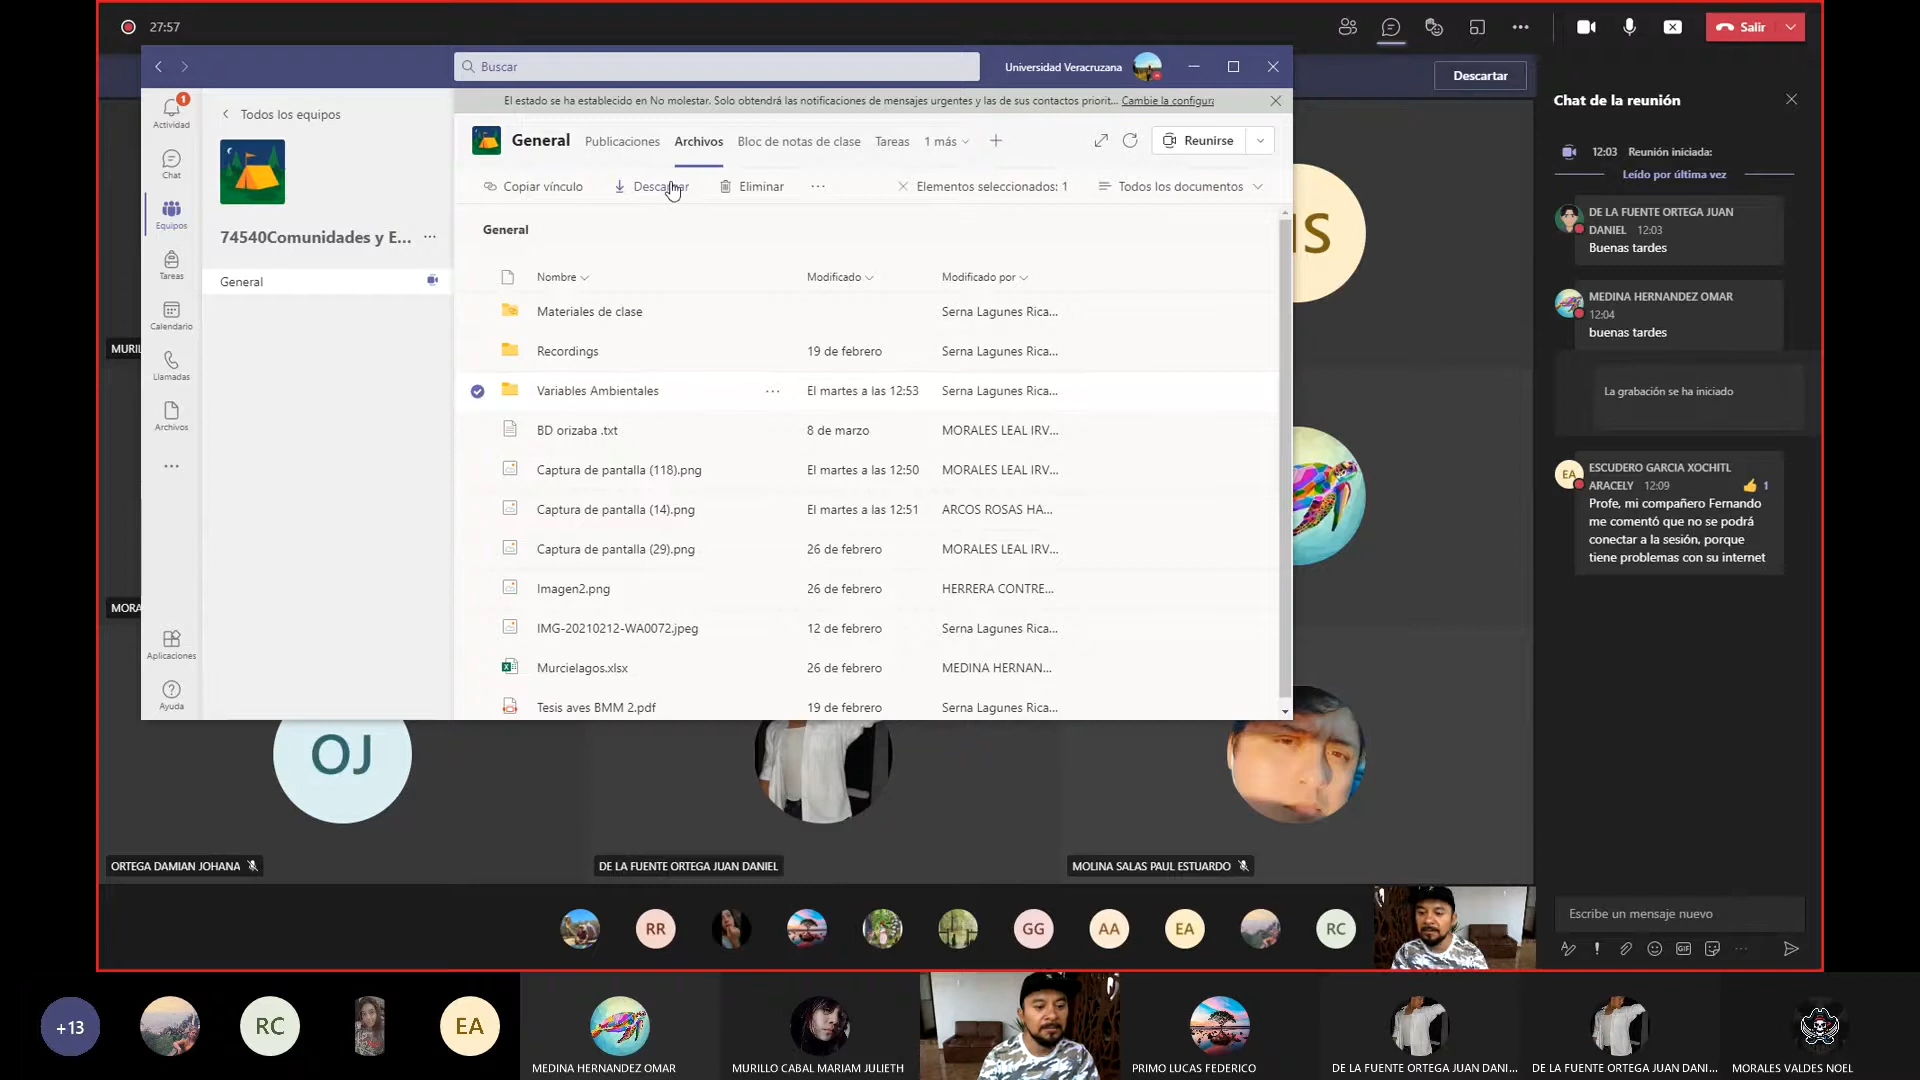 27:57
Salir
Buscar
Universidad Veracruzana
Descartar
El estado se ha establecido en No molestar. Solo obtendrá las notificaciones de mensajes urgentes y las de sus contactos priorit... Cambie la configura
1
Actividad
Chat
Equipos
Tareas
Calendario
Llamadas
Archivos
Aplicaciones
Ayuda
Todos los equipos
74540Comunidades y E...
General
General
Publicaciones
Archivos
Bloc de notas de clase
Tareas
1 más
Reunirse
Copiar vínculo
Descargar
Eliminar
Elementos seleccionados: 1
Todos los documentos
General
Nombre Modificado Modificado por
Materiales de clase Serna Lagunes Rica...
Recordings 19 de febrero Serna Lagunes Rica...
Variables Ambientales El martes a las 12:53 Serna Lagunes Rica...
BD orizaba .txt 8 de marzo MORALES LEAL IRV...
Captura de pantalla (118).png El martes a las 12:50 MORALES LEAL IRV...
Captura de pantalla (14).png El martes a las 12:51 ARCOS ROSAS HA...
Captura de pantalla (29).png 26 de febrero MORALES LEAL IRV...
Imagen2.png 26 de febrero HERRERA CONTRE...
IMG-20210212-WA0072.jpeg 12 de febrero Serna Lagunes Rica...
Murcielagos.xlsx 26 de febrero MEDINA HERNAN...
Tesis aves BMM 2.pdf 19 de febrero Serna Lagunes Rica...
MURIL
MORA
OJ
ORTEGA DAMIAN JOHANA
DE LA FUENTE ORTEGA JUAN DANIEL
MOLINA SALAS PAUL ESTUARDO
RR
GG
AA
EA
RC
Chat de la reunión
12:03 Reunión iniciada:
Leído por última vez
DE LA FUENTE ORTEGA JUAN
DANIEL 12:03
Buenas tardes
MEDINA HERNANDEZ OMAR
12:04
buenas tardes
La grabación se ha iniciado
EA
ESCUDERO GARCIA XOCHITL
ARACELY 12:09
1
Profe, mi compañero Fernando
me comentó que no se podrá
conectar a la sesión, porque
tiene problemas con su internet
Escribe un mensaje nuevo
GIF
+13
RC
EA
MEDINA HERNANDEZ OMAR
MURILLO CABAL MARIAM JULIETH
PRIMO LUCAS FEDERICO
DE LA FUENTE ORTEGA JUAN DANI...
DE LA FUENTE ORTEGA JUAN DANI...
MORALES VALDES NOEL